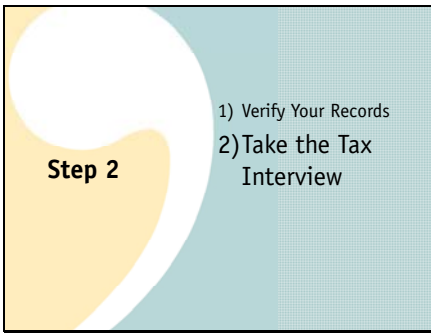 Step 2
1) Verify Your Records
2)Take the Tax
Interview